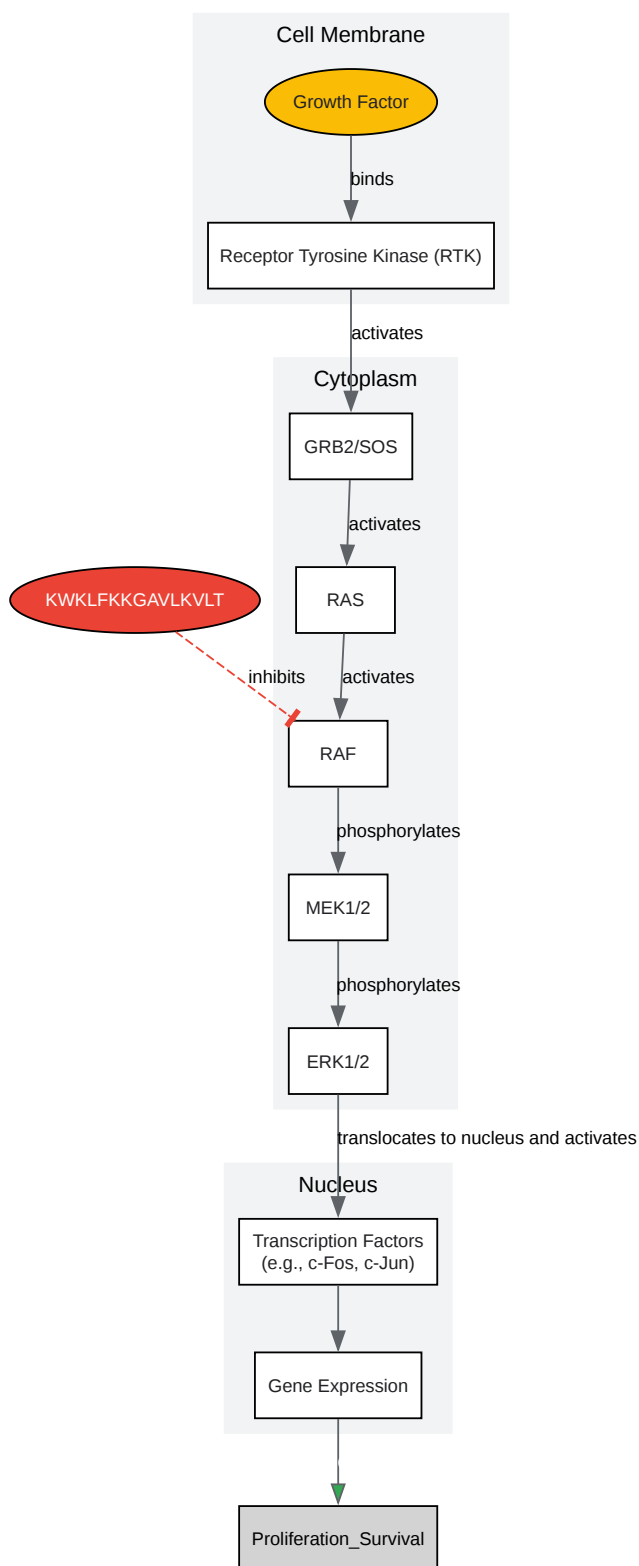 Cell Membrane
Growth Factor
binds
Receptor Tyrosine Kinase (RTK)
activates
Cytoplasm
GRB2/SOS
activates
KWKLFKKGAVLKVLT
RAS
inhibits
activates
RAF
phosphorylates
MEK1/2
phosphorylates
ERK1/2
translocates to nucleus and activates
Nucleus
Transcription Factors
(e.g., c-Fos, c-Jun)
Gene Expression
Proliferation_Survival